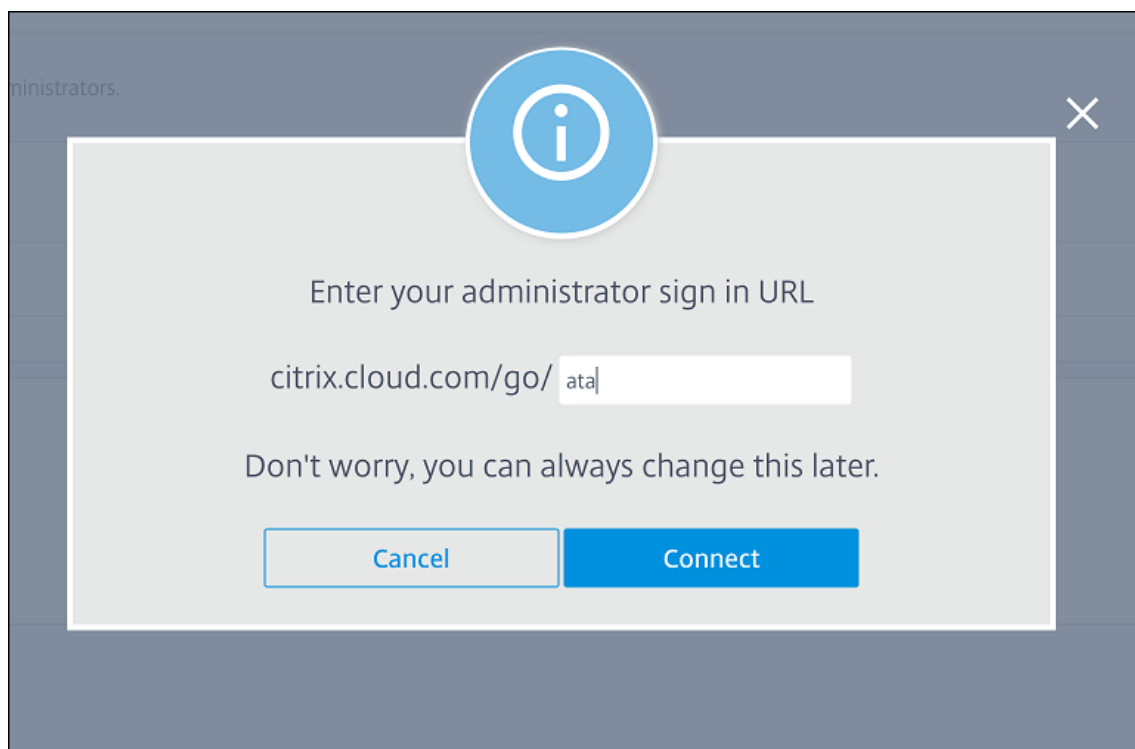 ministrators.
Enter your administrator sign in URL
citrix.cloud.com/go/ ata
Don't worry, you can always change this later.
Cancel Connect